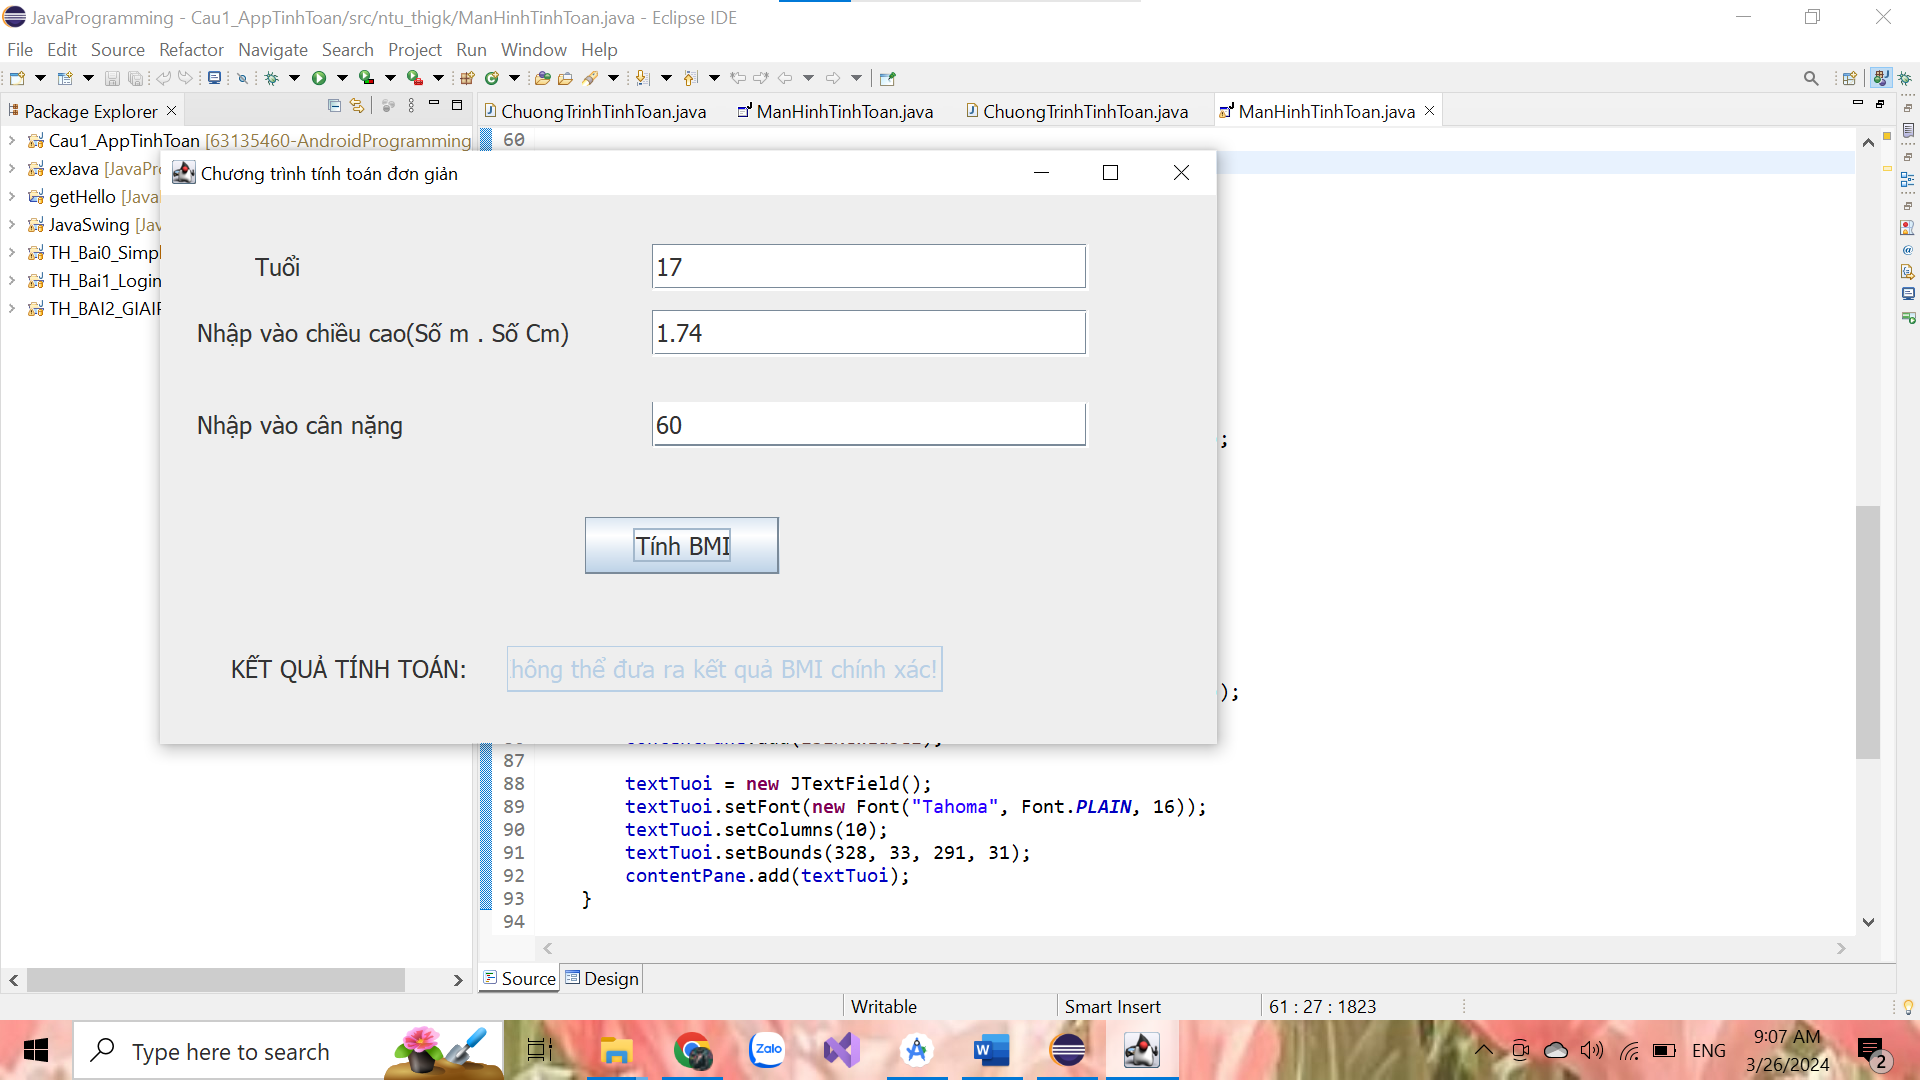 JavaProgramming - Cau1_AppTinhToan/src/ntu_thigk/ManHinhTinhToan.java - Eclipse IDE
File Edit Source Refactor Navigate Search Project Run Window Help
Package Explorer
ChuongTrinhTinhToan.java ManHinhTinhToan.java ChuongTrinhTinhToan.java ManHinhTinhToan.java
Cau1_AppTinhToan [63135460-AndroidProgramming
60
exJava [JavaPr
getHello [Java
JavaSwing [Jav
TH_Bai0_Simpl
TH_Bai1_Login
TH_BAI2_GIAIP
Chương trình tính toán đơn giản
Tuổi
17
Nhập vào chiều cao(Số m . Số Cm)
1.74
Nhập vào cân nặng
60
;
Tính BMI
KẾT QUẢ TÍNH TOÁN:
hông thể đưa ra kết quả BMI chính xác!
);
87
88 textTuoi = new JTextField();
89 textTuoi.setFont(new Font("Tahoma", Font.PLAIN, 16));
90 textTuoi.setColumns(10);
91 textTuoi.setBounds(328, 33, 291, 31);
92 contentPane.add(textTuoi);
93 }
94
Source Design
Writable Smart Insert 61 : 27 : 1823
Type here to search
Zalo
ENG
9:07 AM
3/26/2024
2